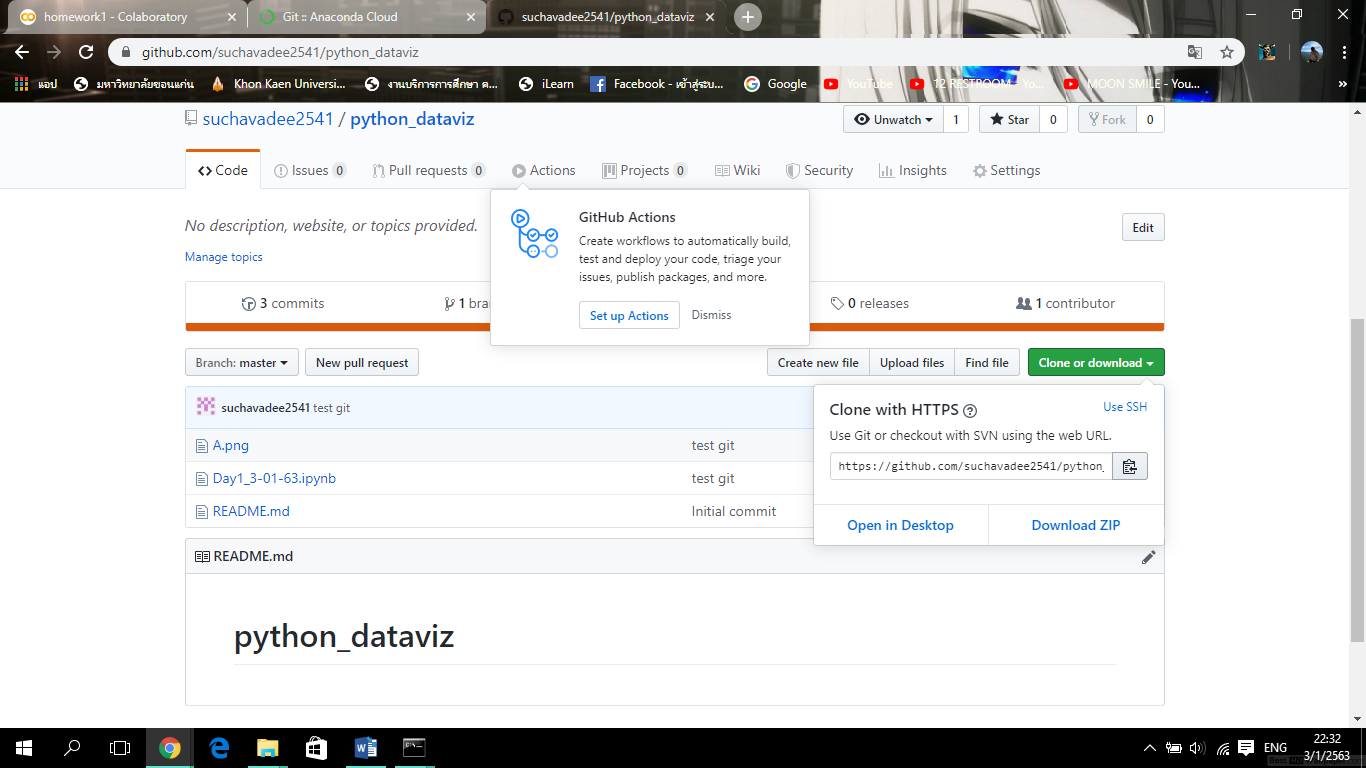 homework1 - Colaboratory
Git :: Anaconda Cloud
suchavadee2541/python_dataviz
github.com/suchavadee2541/python_dataviz
แอป
มหาวิทยาลัยขอนแก่น
Khon Kaen Universi...
งานบริการการศึกษา ค...
iLearn
Facebook - เข้าสู่ระบ...
Google
YouTube
12 RESTROOM - Yo...
MOON SMILE - You...
»
suchavadee2541 / python_dataviz
Unwatch 1
Star 0
Fork 0
Code
Issues 0
Pull requests 0
Actions
Projects 0
Wiki
Security
Insights
Settings
No description, website, or topics provided.
Edit
Manage topics
GitHub Actions
Create workflows to automatically build,
test and deploy your code, triage your
issues, publish packages, and more.
Set up Actions
Dismiss
3 commits
1 bra
0 releases
1 contributor
Branch: master
New pull request
Create new file
Upload files
Find file
Clone or download
suchavadee2541 test git
A.png test git
Day1_3-01-63.ipynb test git
README.md Initial commit
Clone with HTTPS
Use SSH
Use Git or checkout with SVN using the web URL.
https://github.com/suchavadee2541/python_
Open in Desktop
Download ZIP
README.md
python_dataviz
ENG
22:32
3/1/2563